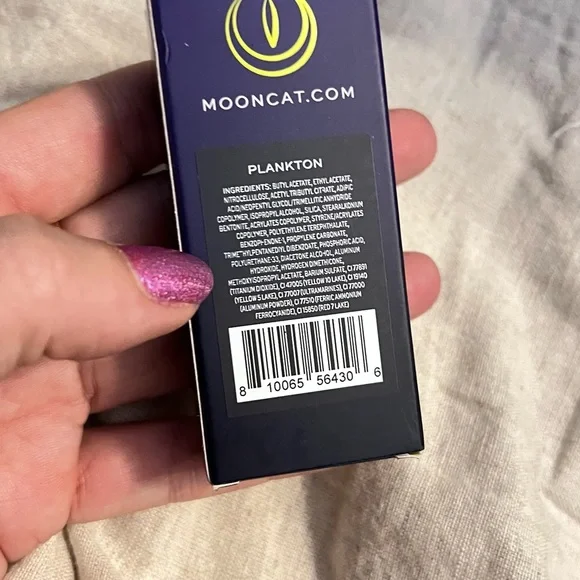 MOONCAT.COM
PLANKTON
INGREDIENTS: BUTYL ACETATE, ETHYL ACETATE,
NITROCELLULOSE, ACETYL TRIBUTYL CITRATE, ADIPIC
ACID/NEOPENTYL GLYCOL/TRIMELLITIC ANHYDRIDE
COPOLYMER, ISOPROPYL ALCOHOL, SILICA, STEARALKONIUM
BENTONITE, ACRYLATES COPOLYMER, STYRENE/ACRYLATES
COPOLYMER, POLYETHYLENE TEREPHTHALATE,
BENZOPHENONE-1, PROPYLENE CARBONATE,
TRIMETHYLPENTANEDIYL DIBENZOATE, PHOSPHORIC ACID,
POLYURETHANE-33, DIACETONE ALCOHOL, ALUMINUM
HYDROXIDE, HYDROGEN DIMETHICONE,
METHOXYISOPROPYL ACETATE, BARIUM SULFATE, CI 77891
(TITANIUM DIOXIDE), CI 47005 (YELLOW 10 LAKE), CI 19140
(YELLOW 5 LAKE), CI 77007 (ULTRAMARINES), CI 77000
(ALUMINUM POWDER), CI 77510 (FERRIC AMMONIUM
FERROCYANIDE), CI 15850 (RED 7 LAKE)
8 10065 56430 6